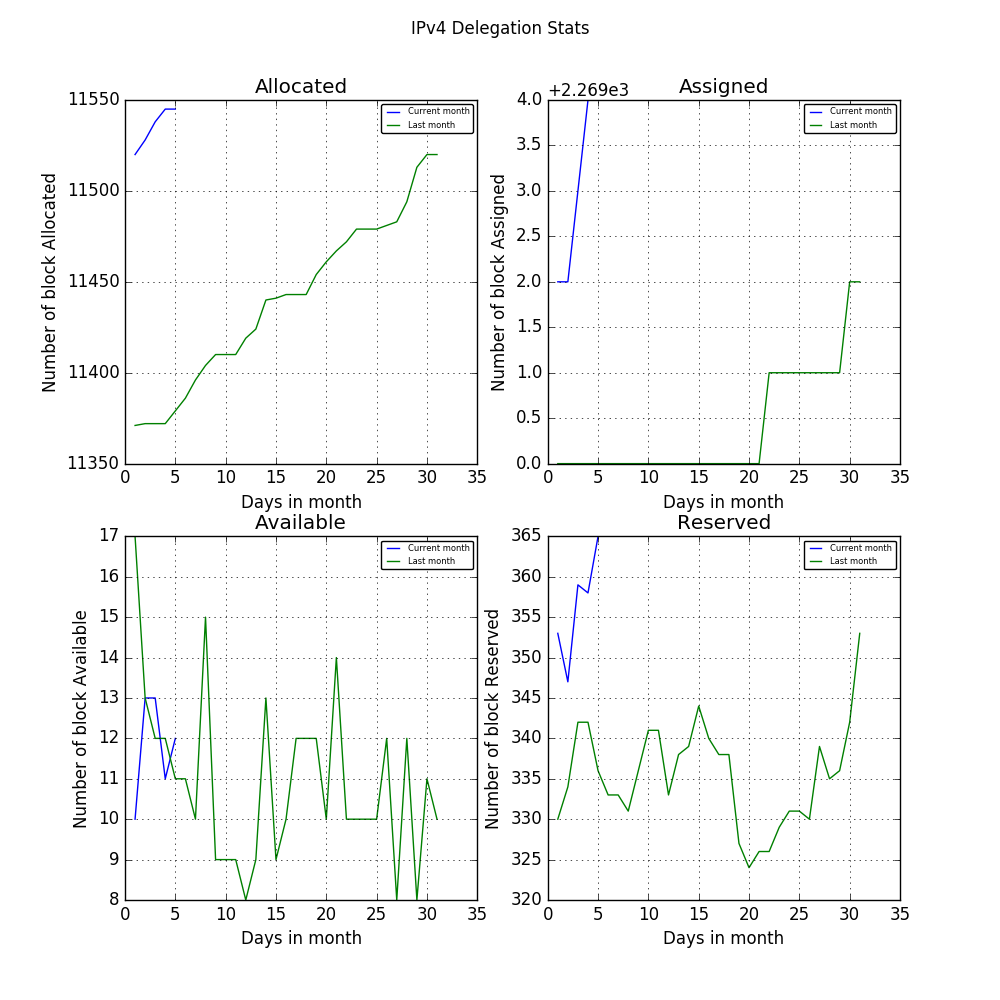 IPv4 Delegation Stats
Allocated
11550
11500
11450
11400
11350
0 5 10 15 20 25 30 35
Number of block Allocated
Days in month
Current month
Last month
+2.269e3
Assigned
4.0
3.5
3.0
2.5
2.0
1.5
1.0
0.5
0.0
0 5 10 15 20 25 30 35
Number of block Assigned
Days in month
Current month
Last month
Available
17
16
15
14
13
12
11
10
9
8
0 5 10 15 20 25 30 35
Number of block Available
Days in month
Current month
Last month
Reserved
365
360
355
350
345
340
335
330
325
320
0 5 10 15 20 25 30 35
Number of block Reserved
Days in month
Current month
Last month